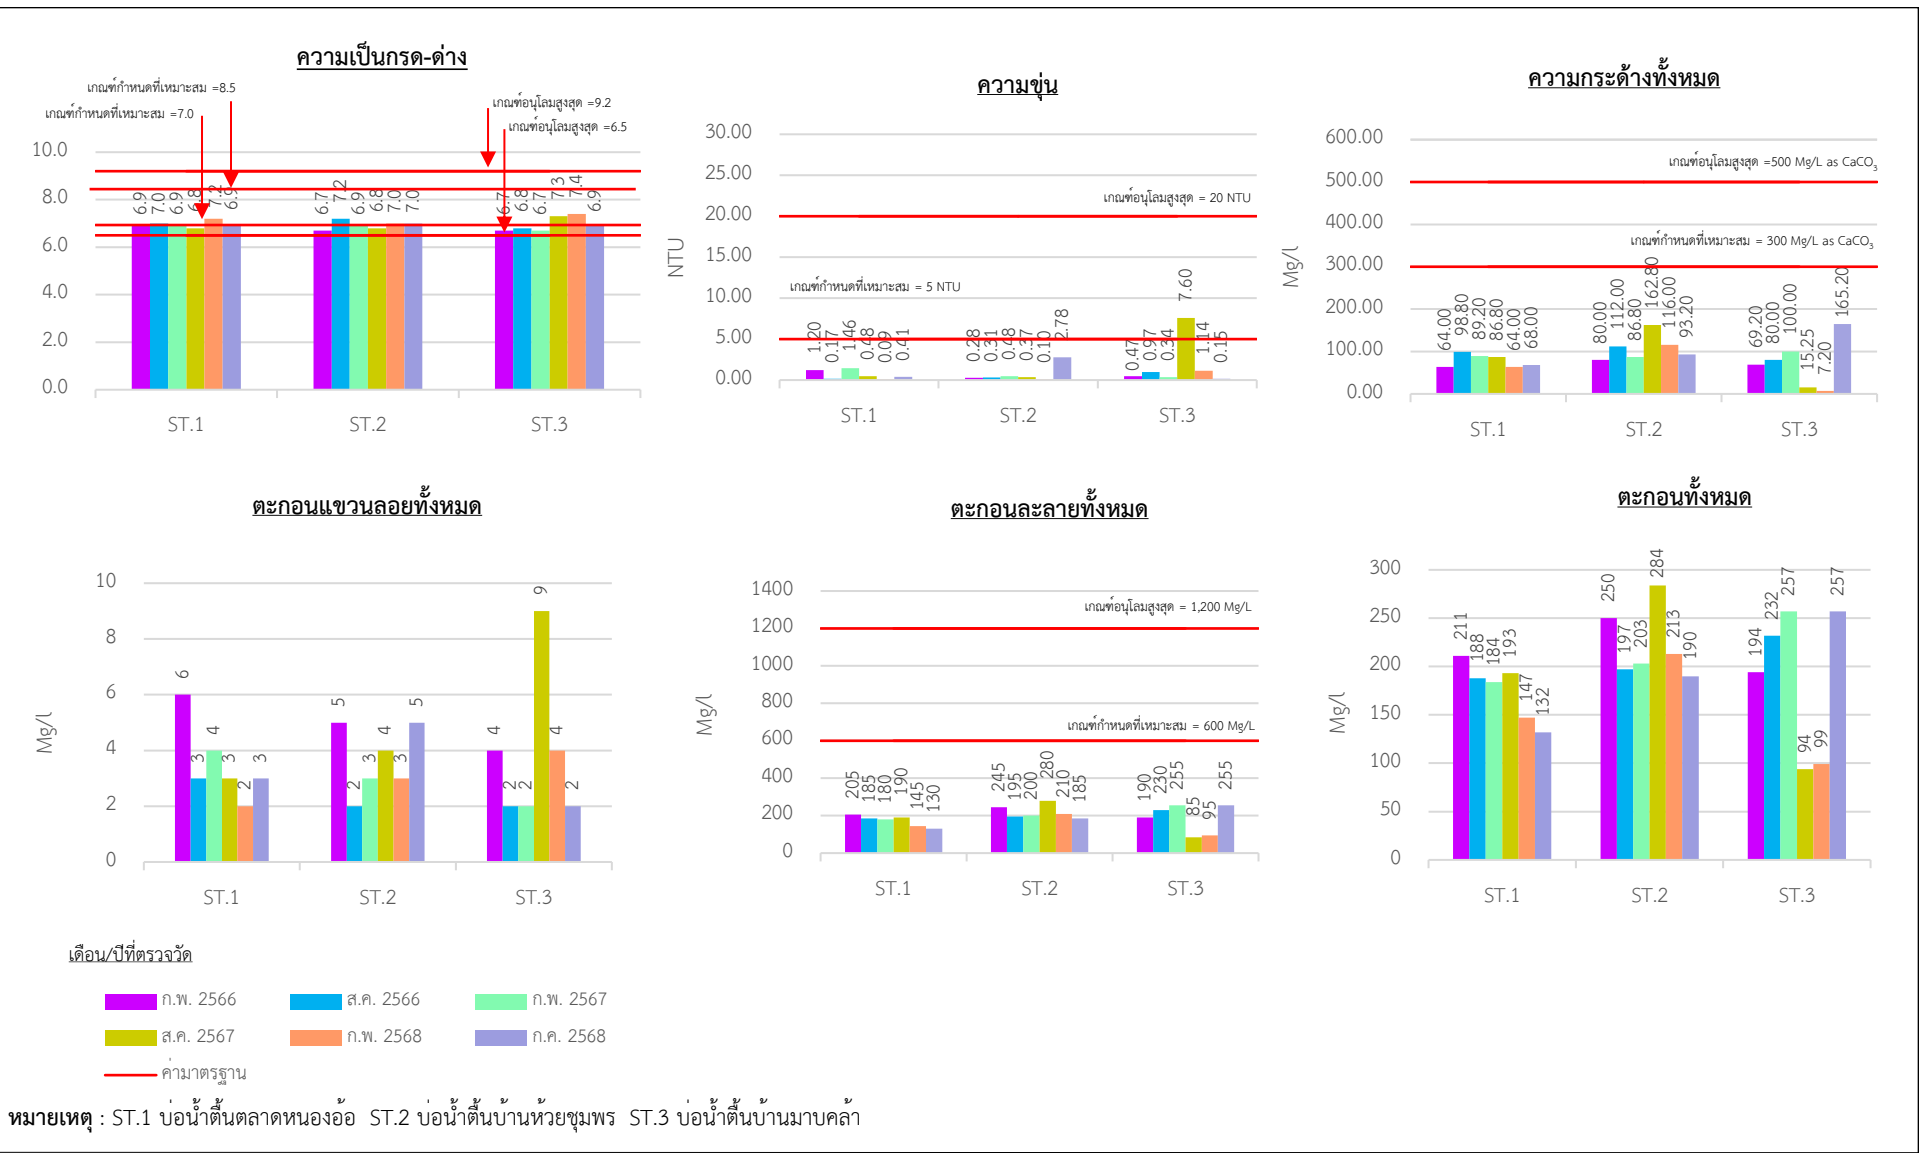 ความเป็นกรด-ด่าง
เกณฑ์กำหนดที่เหมาะสม =8.5
เกณฑ์กำหนดที่เหมาะสม =7.0
เกณฑ์อนุโลมสูงสุด =9.2
เกณฑ์อนุโลมสูงสุด =6.5
10.0
8.0
6.0
4.0
2.0
0.0
6.9 7.0 6.9 6.8 7.2 6.9
6.7 7.2 6.9 6.8 7.0 7.0
6.7 6.8 6.7 7.3 7.4 6.9
ST.1 ST.2 ST.3
ความขุ่น
NTU
30.00
25.00
20.00
15.00
10.00
5.00
0.00
เกณฑ์อนุโลมสูงสุด = 20 NTU
เกณฑ์กำหนดที่เหมาะสม = 5 NTU
1.20 0.17 1.46 0.48 0.09 0.41
0.28 0.31 0.48 0.37 0.10 2.78
0.47 0.97 0.34 7.60 1.14 0.15
ST.1 ST.2 ST.3
ความกระด้างทั้งหมด
Mg/l
600.00
500.00
400.00
300.00
200.00
100.00
0.00
เกณฑ์อนุโลมสูงสุด =500 Mg/L as CaCO3
เกณฑ์กำหนดที่เหมาะสม = 300 Mg/L as CaCO3
64.00 98.80 89.20 86.80 64.00 68.00
80.00 112.00 86.80 162.80 116.00 93.20
69.20 80.00 100.00 15.25 7.20 165.20
ST.1 ST.2 ST.3
ตะกอนแขวนลอยทั้งหมด
Mg/l
10
8
6
4
2
0
6 3 4 3 2 3
5 2 3 4 3 5
4 2 2 9 4 2
ST.1 ST.2 ST.3
ตะกอนละลายทั้งหมด
Mg/l
1400
1200
1000
800
600
400
200
0
เกณฑ์อนุโลมสูงสุด = 1,200 Mg/L
เกณฑ์กำหนดที่เหมาะสม = 600 Mg/L
205 185 180 190 145 130
245 195 200 280 210 185
190 230 255 85 95 255
ST.1 ST.2 ST.3
ตะกอนทั้งหมด
Mg/l
300
250
200
150
100
50
0
211 188 184 193 147 132
250 197 203 284 213 190
194 232 257 94 99 257
ST.1 ST.2 ST.3
เดือน/ปีที่ตรวจวัด
ก.พ. 2566 ส.ค. 2566 ก.พ. 2567
ส.ค. 2567 ก.พ. 2568 ก.ค. 2568
ค่ามาตรฐาน
หมายเหตุ : ST.1 บ่อน้ำตื้นตลาดหนองอ้อ ST.2 บ่อน้ำตื้นบ้านห้วยชุมพร ST.3 บ่อน้ำตื้นบ้านมาบคล้า